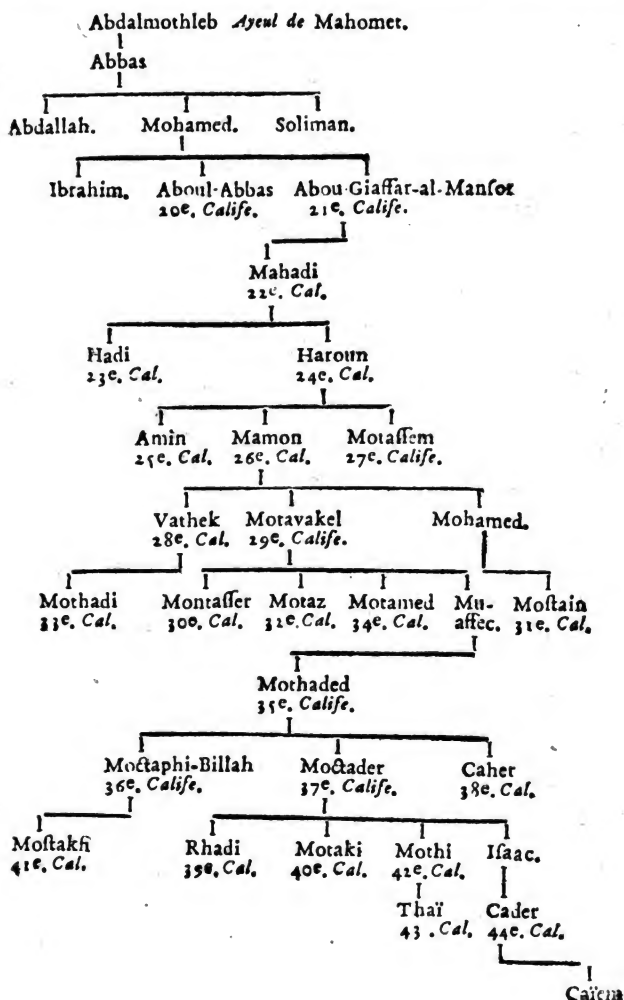 Abdalmothleb Ayeul de Mahomet.
Abbas
Abdallah. Mohamed. Soliman.
Ibrahim. Aboul-Abbas Abou-Giaffar-al-Manſor
20e. Calife. 21e. Calife.
Mahadi
22e. Cal.
Hadi Haroun
23e. Cal. 24e. Cal.
Amin Mamon Motaſſem
25e. Cal. 26e. Cal. 27e. Calife.
Vathek Motavakel Mohamed.
28e. Cal. 29e. Calife.
Mothadi Montaſſer Motaz Motamed Mu- Moſtain
33e. Cal. 30e. Cal. 32e. Cal. 34e. Cal. affec. 31e. Cal.
Mothaded
35e. Calife.
Moctaphi-Billah Moctader Caher
36e. Calife. 37e. Calife. 38e. Cal.
Moſtakfi Rhadi Motaki Mothi Iſaac.
41e. Cal. 39e. Cal. 40e. Cal. 42e. Cal.
Thaï Cader
43 . Cal. 44e. Cal.
Caïem